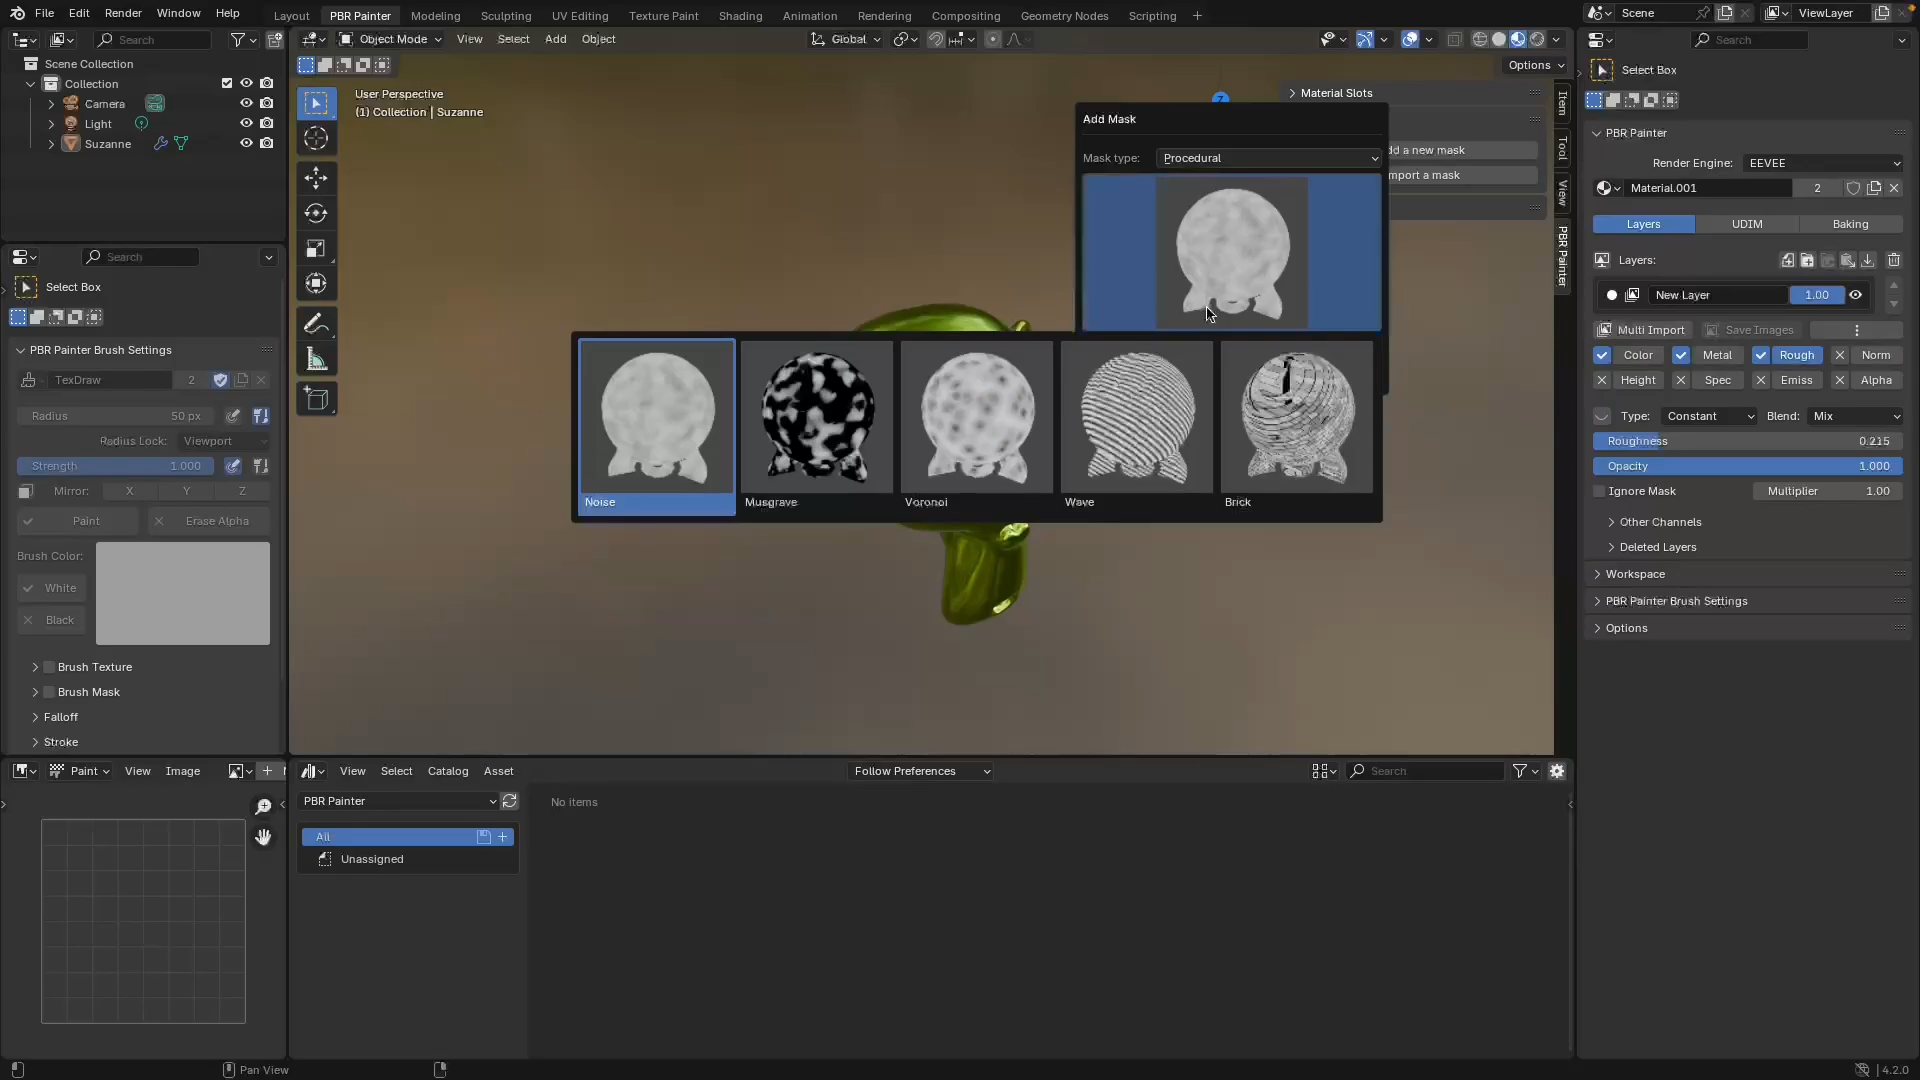 File Edit Render Window Help
Layout PBR Painter Modeling Sculpting UV Editing Texture Paint Shading Animation Rendering Compositing Geometry Nodes Scripting +
Scene
ViewLayer
Search
Scene Collection
Collection
Camera
Light
Suzanne
Object Mode View Select Add Object
Global
Options
User Perspective
(1) Collection | Suzanne
Z
Material Slots
dd a new mask
mport a mask
Add Mask
Mask type: Procedural
Noise
Musgrave
Voronoi
Wave
Brick
Item
Tool
View
PBR Painter
Search
Select Box
PBR Painter Brush Settings
TexDraw 2
Radius 50 px
Radius Lock: Viewport
Strength 1.000
Mirror: X Y Z
Paint Erase Alpha
Brush Color:
White
Black
Brush Texture
Brush Mask
Falloff
Stroke
Search
Select Box
PBR Painter
Render Engine: EEVEE
Material.001 2
Layers UDIM Baking
Layers:
New Layer 1.00
Multi Import Save Images
Color Metal Rough Norm
Height Spec Emiss Alpha
Type: Constant Blend: Mix
Roughness 0.215
Opacity 1.000
Ignore Mask Multiplier 1.00
Other Channels
Deleted Layers
Workspace
PBR Painter Brush Settings
Options
Paint View Image
View Select Catalog Asset
Follow Preferences
Search
PBR Painter
All
Unassigned
No items
Pan View
4.2.0